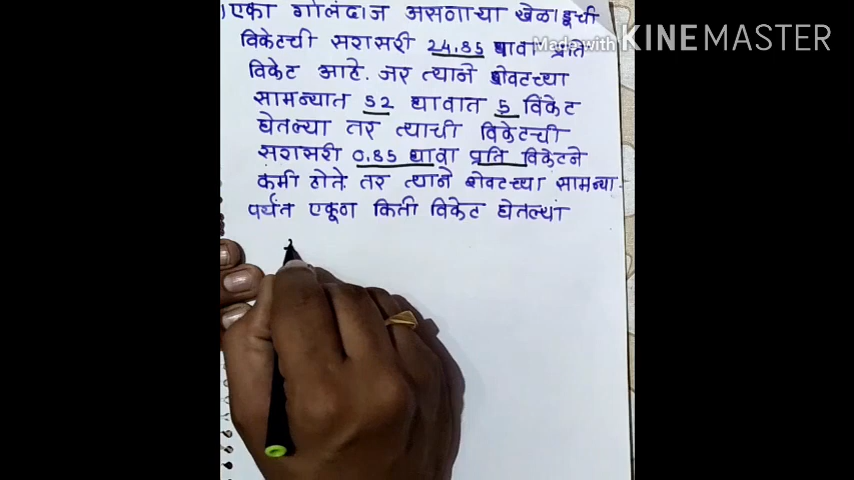 ) एका गोलंदाज असणाऱ्या खेळाडूची
विकेटची सरासरी 24.85 धावा प्रति
विकेट आहे. जर त्याने शेवटच्या
सामन्यात 52 धावात 5 विकेट
घेतल्या तर त्याची विकेटची
सरासरी 0.85 धावा प्रति विकेटने
कमी होते. तर त्याने शेवटच्या सामन्या-
पर्यंत एकूण किती विकेट घेतल्या
Made with KINEMASTER